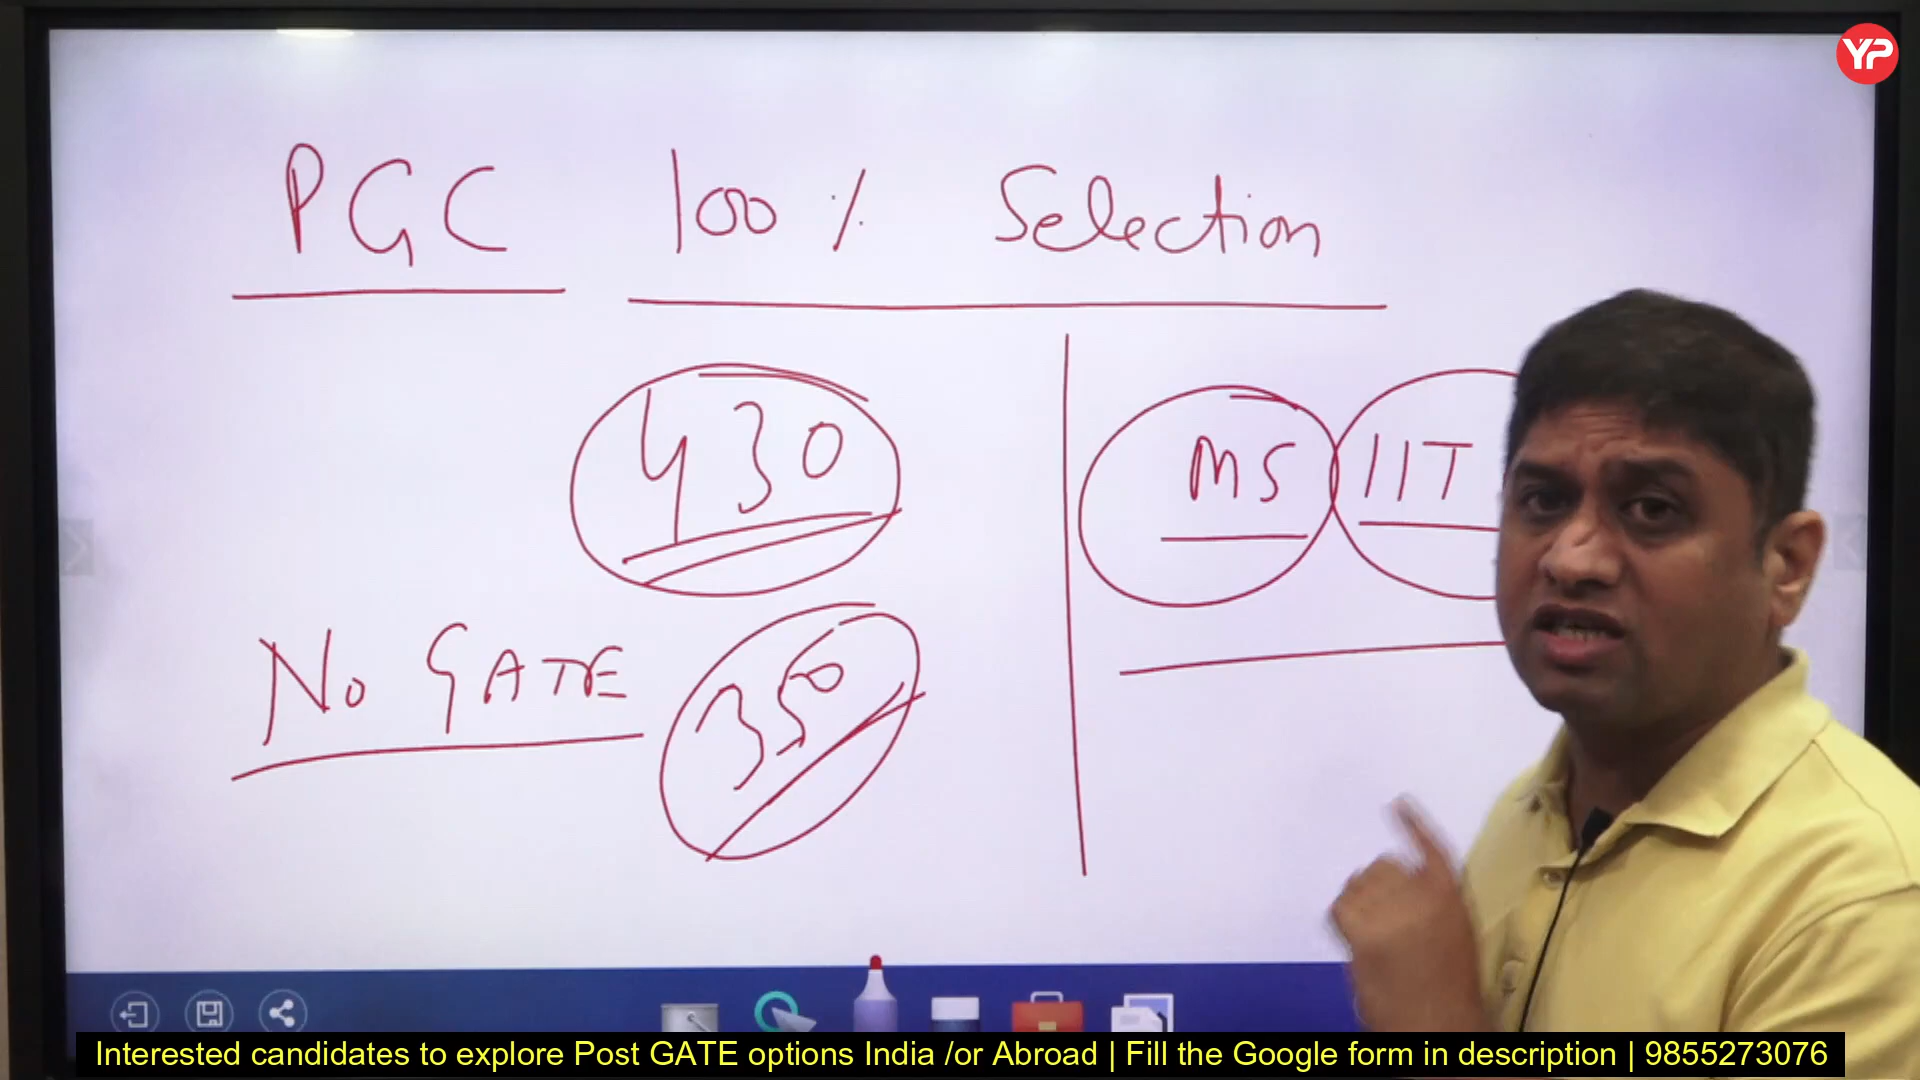 YP
PGC 100% Selection
430
MS IIT
No GATE 350
Interested candidates to explore Post GATE options India /or Abroad | Fill the Google form in description | 9855273076